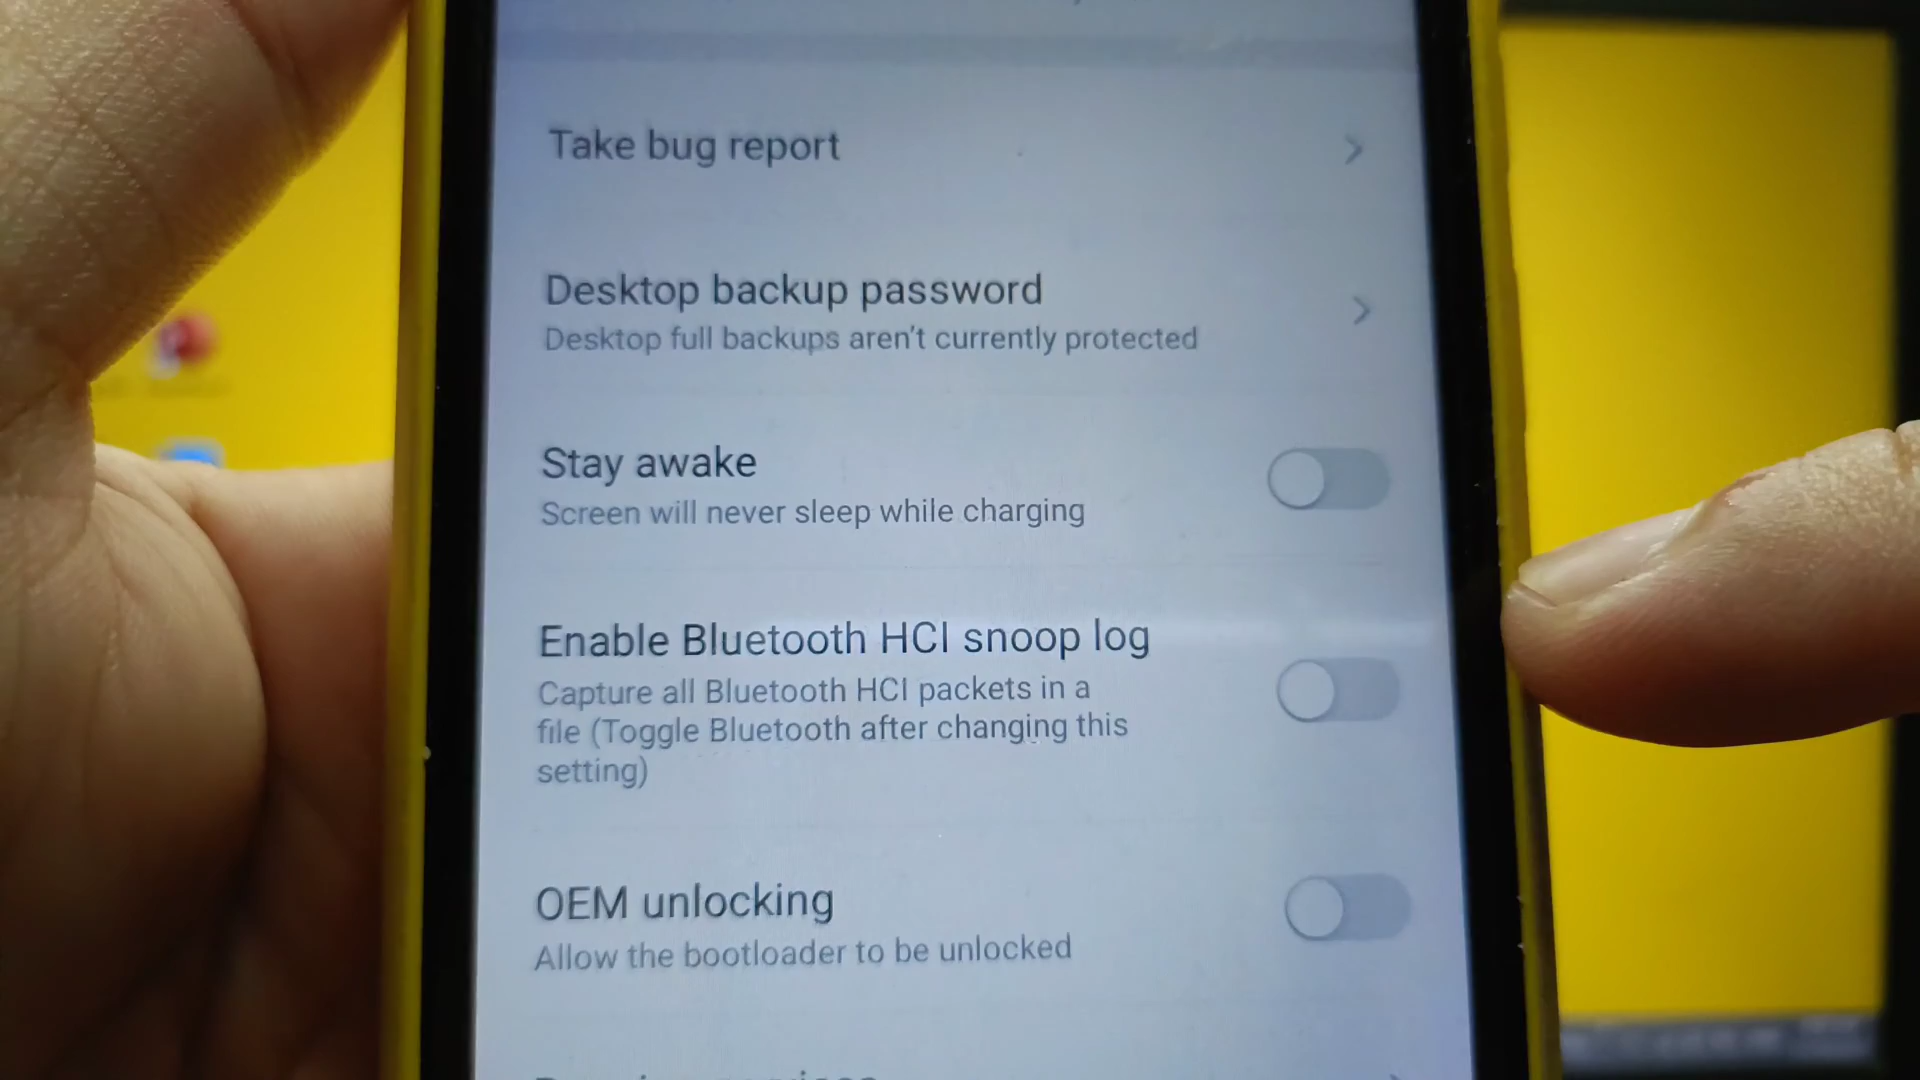 Take bug report
Desktop backup password
Desktop full backups aren't currently protected
Stay awake
Screen will never sleep while charging
Enable Bluetooth HCI snoop log
Capture all Bluetooth HCI packets in a
file (Toggle Bluetooth after changing this
setting)
OEM unlocking
Allow the bootloader to be unlocked